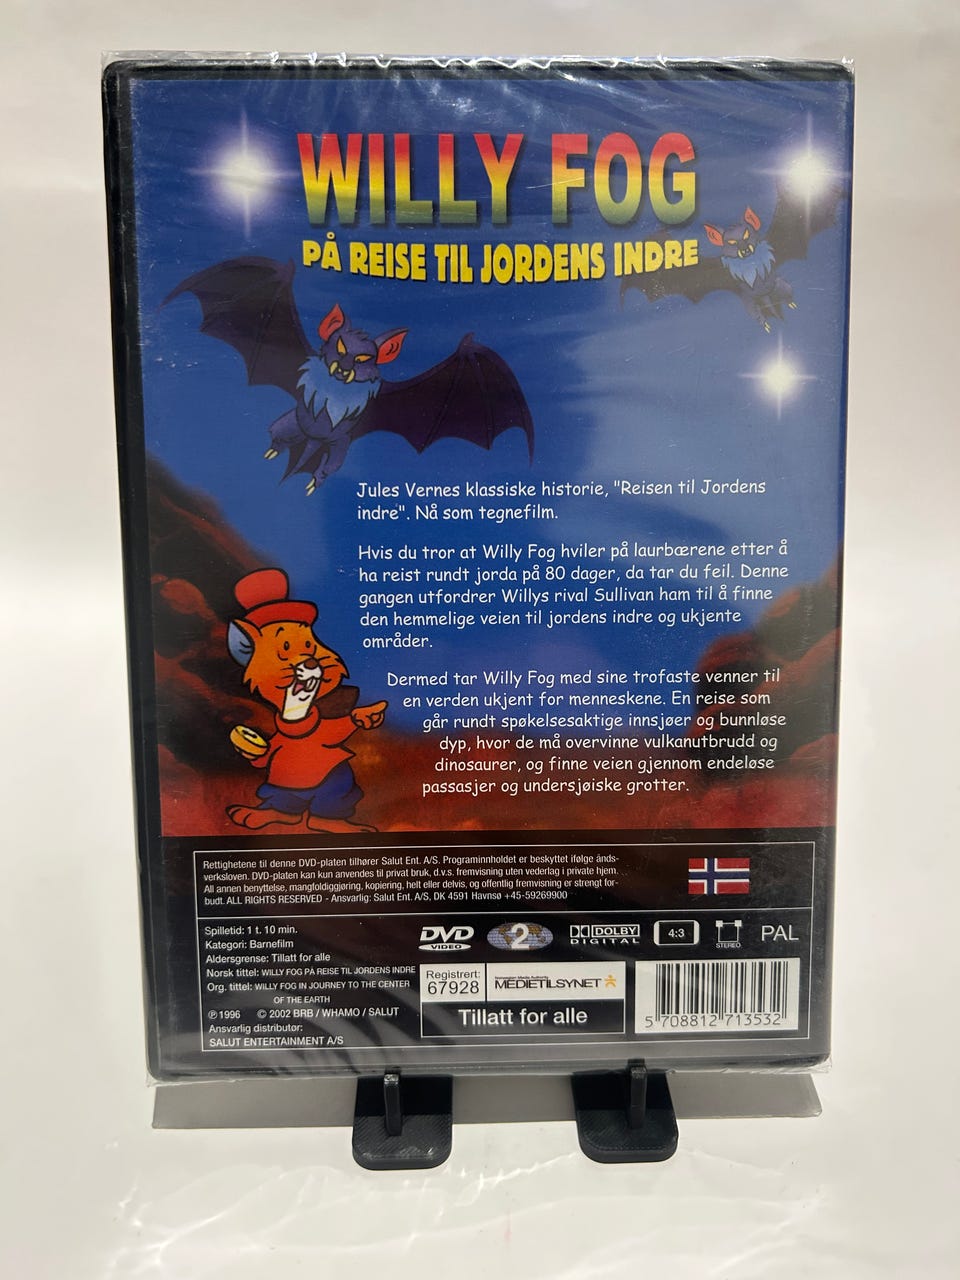 WILLY FOG
PÅ REISE TIL JORDENS INDRE
Jules Vernes klassiske historie, "Reisen til Jordens
indre". Nå som tegnefilm.
Hvis du tror at Willy Fog hviler på laurbærene etter å
ha reist rundt jorda på 80 dager, da tar du feil. Denne
gangen utfordrer Willys rival Sullivan ham til å finne
den hemmelige veien til jordens indre og ukjente
områder.
Dermed tar Willy Fog med sine trofaste venner til
en verden ukjent for menneskene. En reise som
går rundt spøkelsesaktige innsjøer og bunnløse
dyp, hvor de må overvinne vulkanutbrudd og
dinosaurer, og finne veien gjennom endeløse
passasjer og undersjøiske grotter.
Rettighetene til denne DVD-platen tilhører Salut Ent. A/S. Programinnholdet er beskyttet ifølge ånds-
verksloven. DVD-platen kan kun anvendes til privat bruk, d.v.s. fremvisning uten vederlag i private hjem.
All annen benyttelse, mangfoldiggjøring, kopiering, helt eller delvis, og offentlig fremvisning er strengt for-
budt. ALL RIGHTS RESERVED - Ansvarlig: Salut Ent. A/S, DK 4591 Havnsø +45-59269900
Spilletid: 1 t. 10 min.
Kategori: Barnefilm
Aldersgrense: Tillatt for alle
Norsk tittel: WILLY FOG PÅ REISE TIL JORDENS INDRE
Org. tittel: WILLY FOG IN JOURNEY TO THE CENTER
OF THE EARTH
℗ 1996 © 2002 BRB / WHAMO / SALUT
Ansvarlig distributør:
SALUT ENTERTAINMENT A/S
DVD
VIDEO
2
DOLBY
DIGITAL
4:3
STEREO
PAL
Registrert:
67928
Norwegian Media Authority
MEDIETILSYNET
Tillatt for alle
5 708812 713532